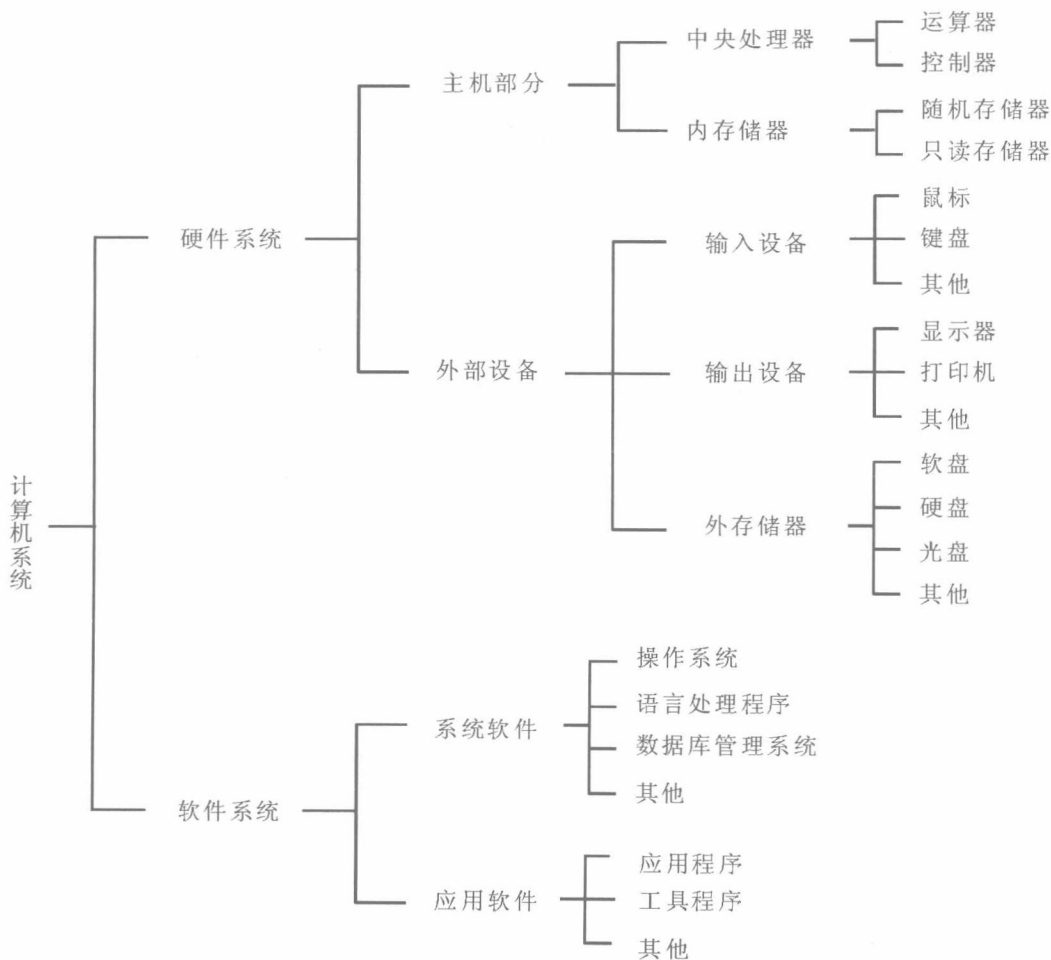 计算机系统
硬件系统
主机部分
中央处理器
运算器
控制器
内存储器
随机存储器
只读存储器
外部设备
输入设备
鼠标
键盘
其他
输出设备
显示器
打印机
其他
外存储器
软盘
硬盘
光盘
其他
软件系统
系统软件
操作系统
语言处理程序
数据库管理系统
其他
应用软件
应用程序
工具程序
其他